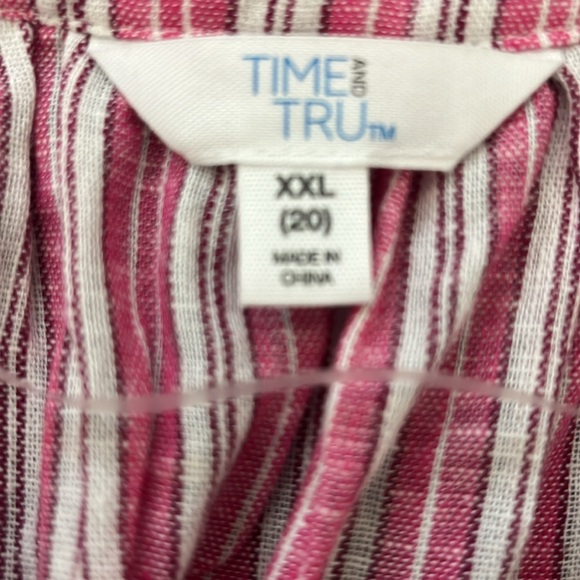 TIME AND
TRU™
XXL
(20)
MADE IN
CHINA